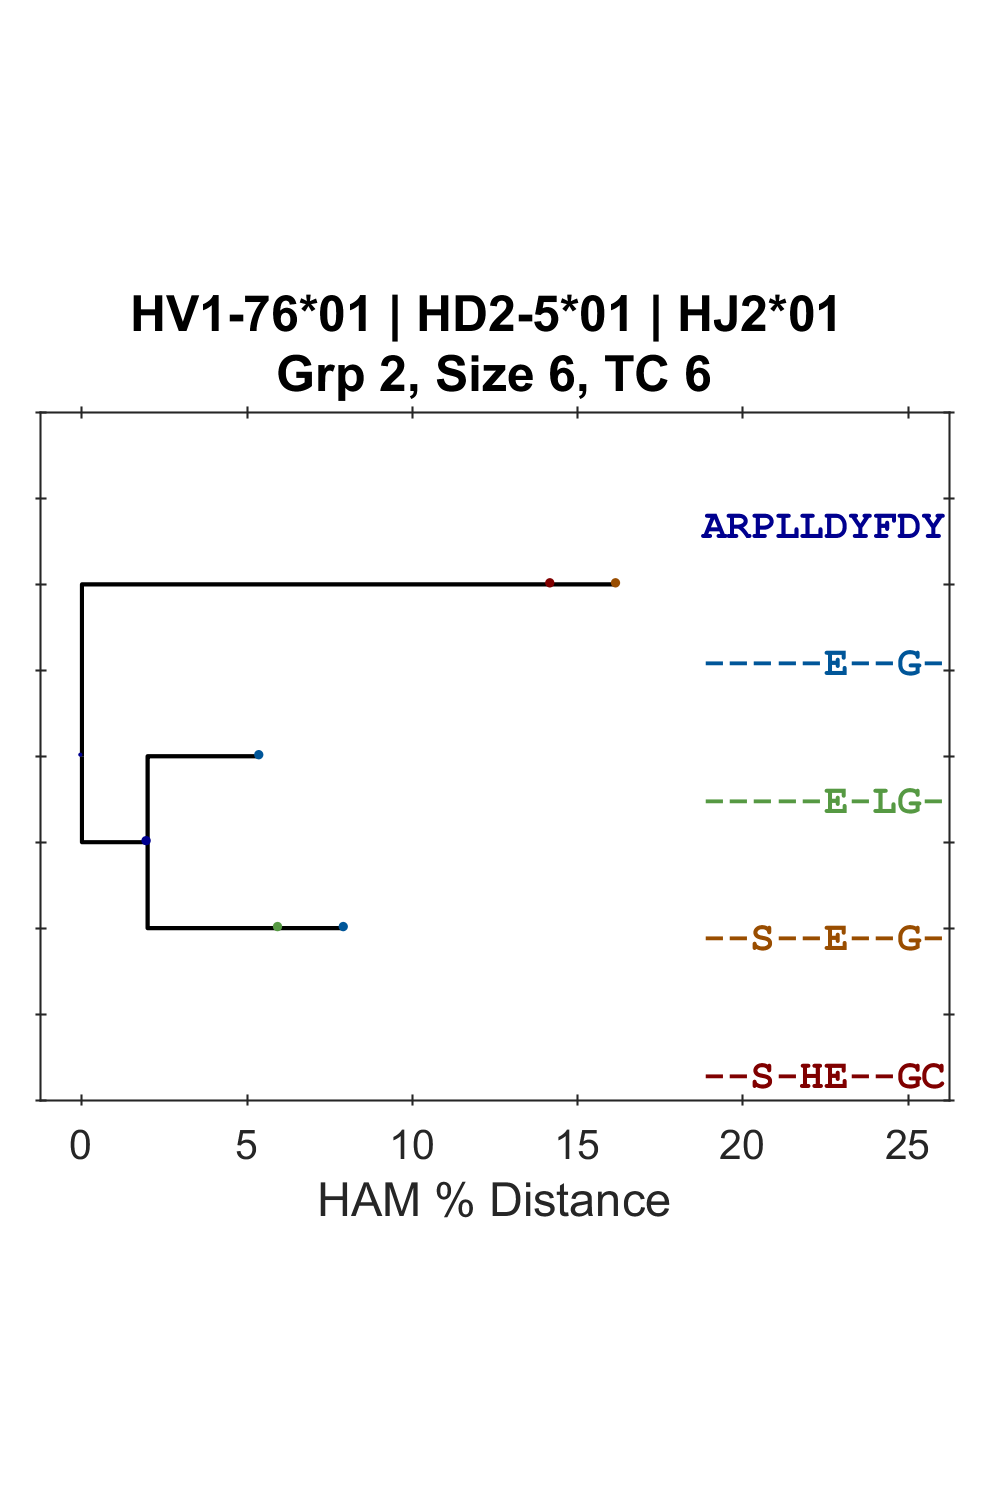 HV1-76*01 | HD2-5*01 | HJ2*01
Grp 2, Size 6, TC 6
ARPLLDYFDY
-----E--G-
-----E-LG-
--S--E--G-
--S-HE--GC
0 5 10 15 20 25
HAM % Distance